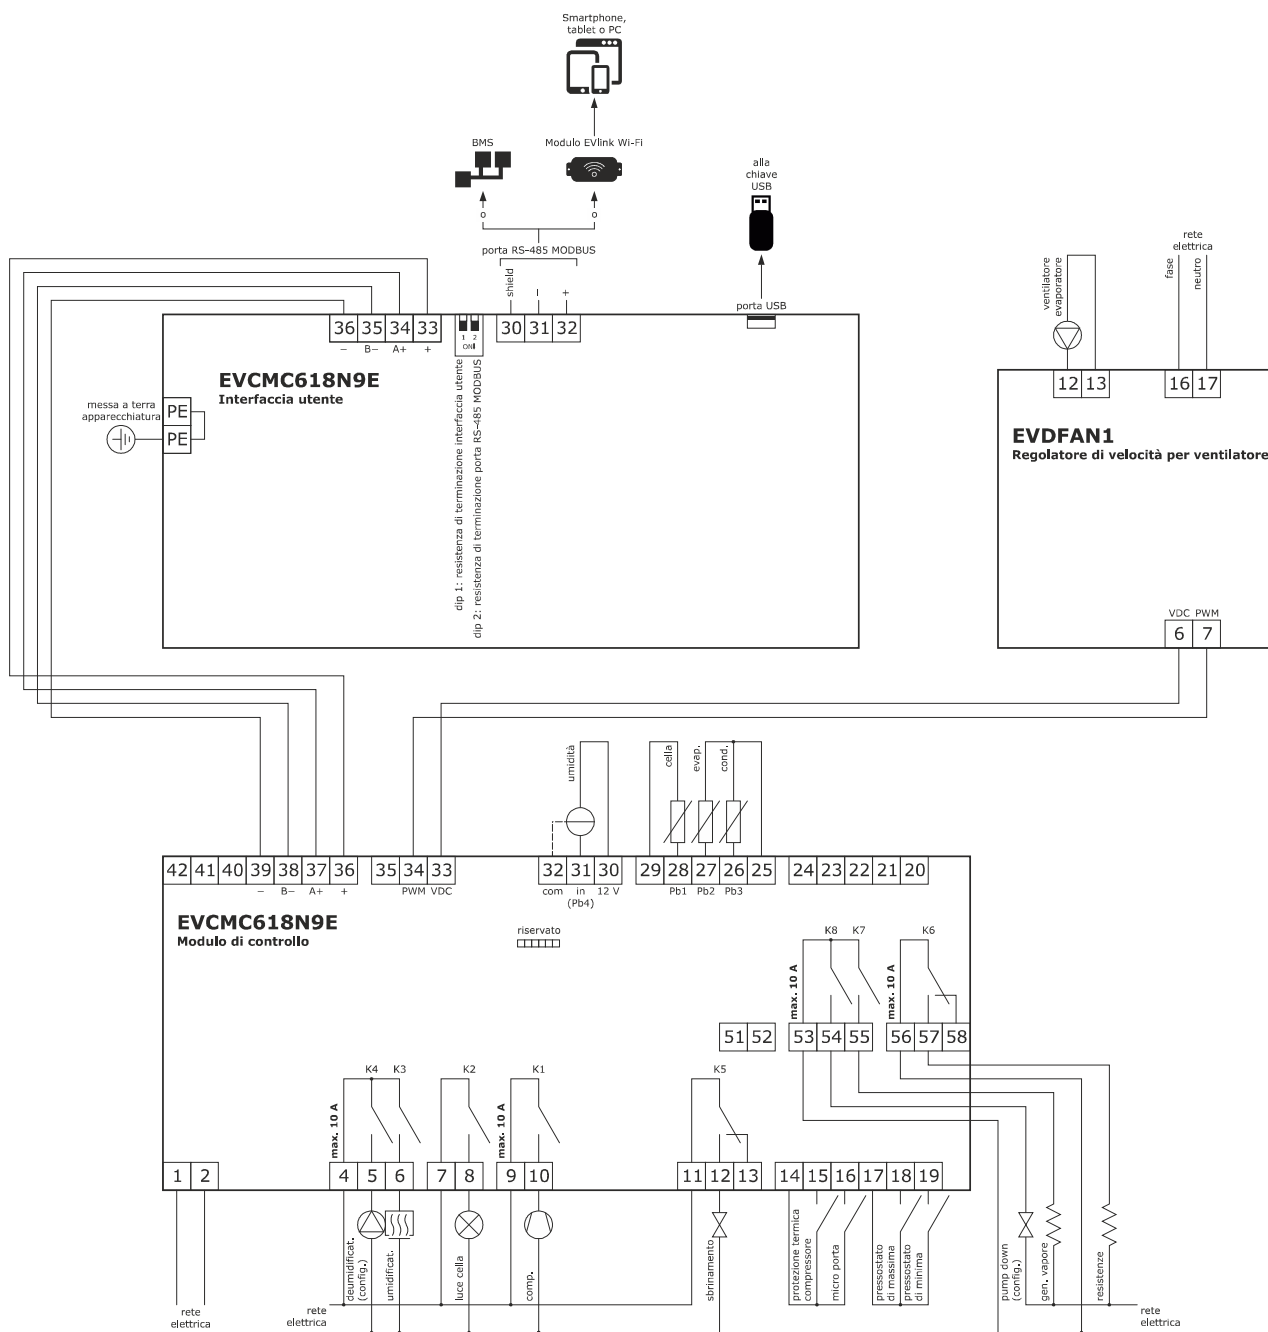 Smartphone,
tablet o PC
BMS
Modulo EVlink Wi-Fi
alla
chiave
USB
o
o
porta RS-485 MODBUS
rete
elettrica
ventilatore
evaporatore
fase
neutro
shield
–
+
porta USB
36 35 34 33
– B– A+ +
1 2
ON
30 31 32
dip 1: resistenza di terminazione interfaccia utente
dip 2: resistenza di terminazione porta RS-485 MODBUS
EVCMC618N9E
Interfaccia utente
messa a terra
apparecchiatura
PE
PE
12 13
16 17
EVDFAN1
Regolatore di velocità per ventilatore
VDC PWM
6 7
umidità
cella
evap.
cond.
42 41 40 39 38 37 36
– B– A+ +
35 34 33
PWM VDC
32 31 30
com in 12 V
(Pb4)
29 28 27 26 25
Pb1 Pb2 Pb3
24 23 22 21 20
EVCMC618N9E
Modulo di controllo
riservato
K8 K7
K6
max. 10 A
max. 10 A
51 52
53 54 55
56 57 58
K4 K3
K2
K1
K5
max. 10 A
max. 10 A
1 2
4 5 6
7 8
9 10
11 12 13
14 15 16 17 18 19
deumidificat.
(config.)
umidificat.
luce cella
comp.
sbrinamento
protezione termica
compressore
micro porta
pressostato
di massima
pressostato
di minima
pump down
(config.)
gen. vapore
resistenze
rete
elettrica
rete
elettrica
rete
elettrica